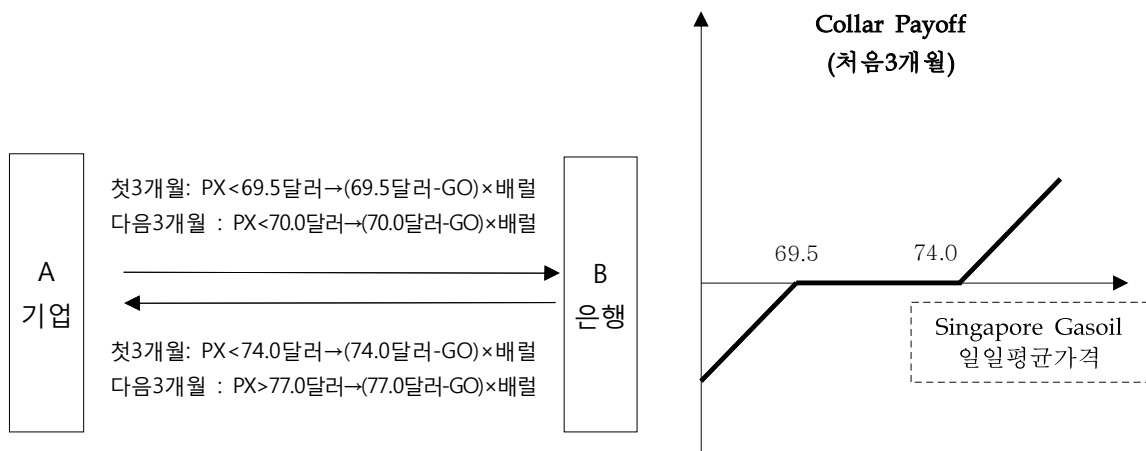 Collar Payoff
(처음3개월)
첫3개월: PX<69.5달러→(69.5달러-GO)×배럴
다음3개월 : PX<70.0달러→(70.0달러-GO)×배럴
A
기업
B
은행
첫3개월: PX<74.0달러→(74.0달러-GO)×배럴
다음3개월 : PX>77.0달러→(77.0달러-GO)×배럴
69.5
74.0
Singapore Gasoil
일일평균가격